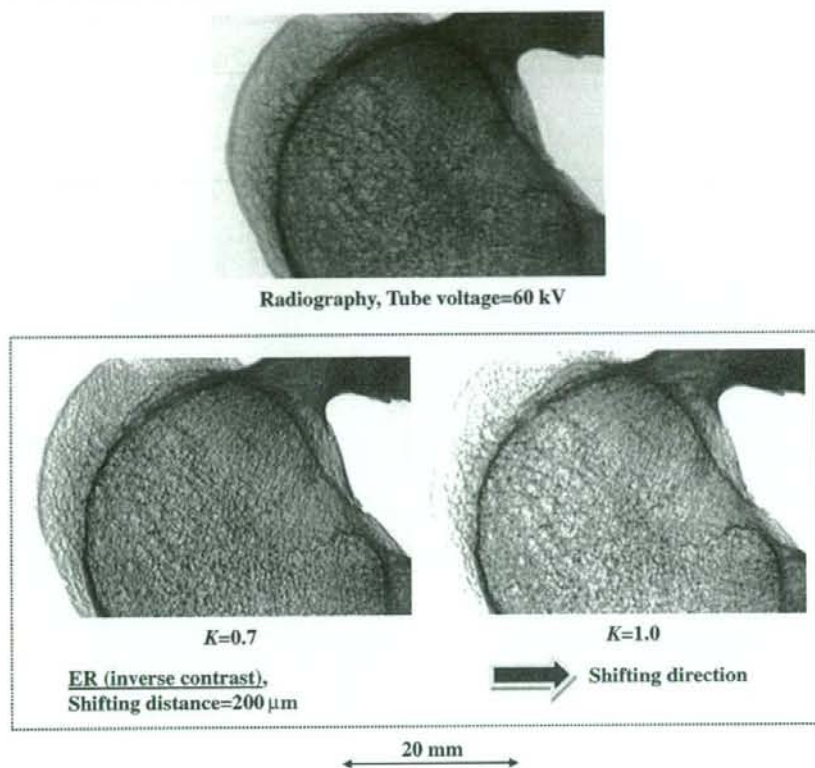 Radiography, Tube voltage=60 kV
K=0.7
K=1.0
ER (inverse contrast),
Shifting distance=200 μm
Shifting direction
20 mm